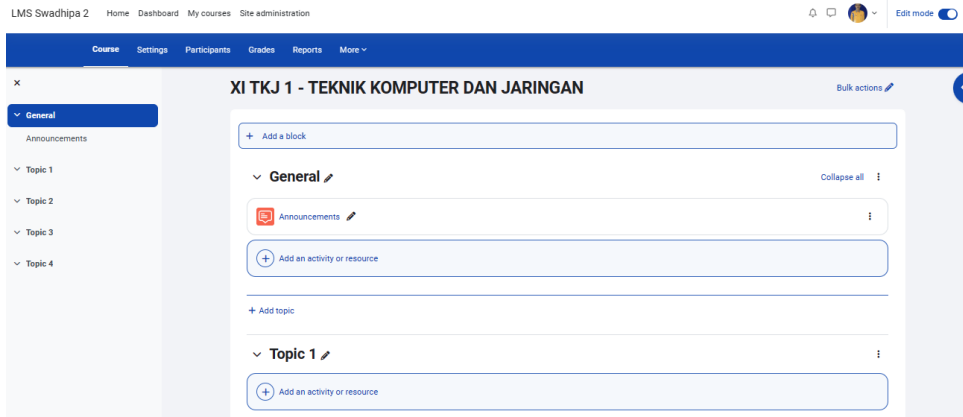 LMS Swadhipa 2 Home Dashboard My courses Site administration Edit mode
Course Settings Participants Grades Reports More
XI TKJ 1 - TEKNIK KOMPUTER DAN JARINGAN
Bulk actions
General
Announcements
Topic 1
Topic 2
Topic 3
Topic 4
+ Add a block
General
Collapse all
Announcements
Add an activity or resource
+ Add topic
Topic 1
Add an activity or resource